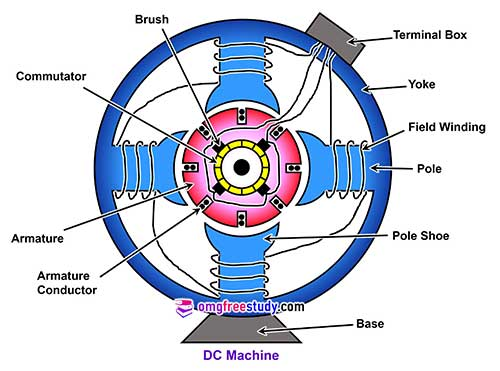 Brush
Terminal Box
Commutator
Yoke
Field Winding
Pole
Armature
Pole Shoe
Armature
Conductor
omgfreestudy.com
Base
DC Machine